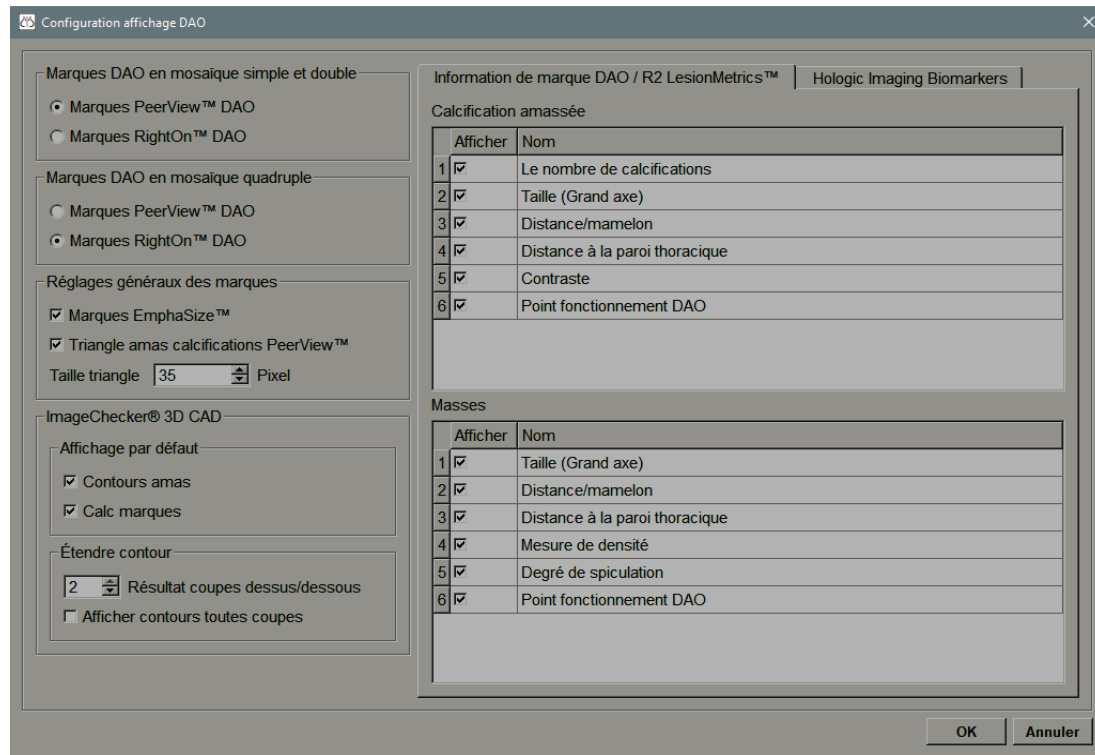 Configuration affichage DAO
Marques DAO en mosaïque simple et double
Marques PeerView™ DAO
Marques RightOn™ DAO
Marques DAO en mosaïque quadruple
Marques PeerView™ DAO
Marques RightOn™ DAO
Réglages généraux des marques
Marques EmphaSize™
Triangle amas calcifications PeerView™
Taille triangle 35 Pixel
ImageChecker® 3D CAD
Affichage par défaut
Contours amas
Calc marques
Étendre contour
2 Résultat coupes dessus/dessous
Afficher contours toutes coupes
Information de marque DAO / R2 LesionMetrics™ Hologic Imaging Biomarkers
Calcification amassée
Afficher Nom
1 Le nombre de calcifications
2 Taille (Grand axe)
3 Distance/mamelon
4 Distance à la paroi thoracique
5 Contraste
6 Point fonctionnement DAO
Masses
Afficher Nom
1 Taille (Grand axe)
2 Distance/mamelon
3 Distance à la paroi thoracique
4 Mesure de densité
5 Degré de spiculation
6 Point fonctionnement DAO
OK Annuler